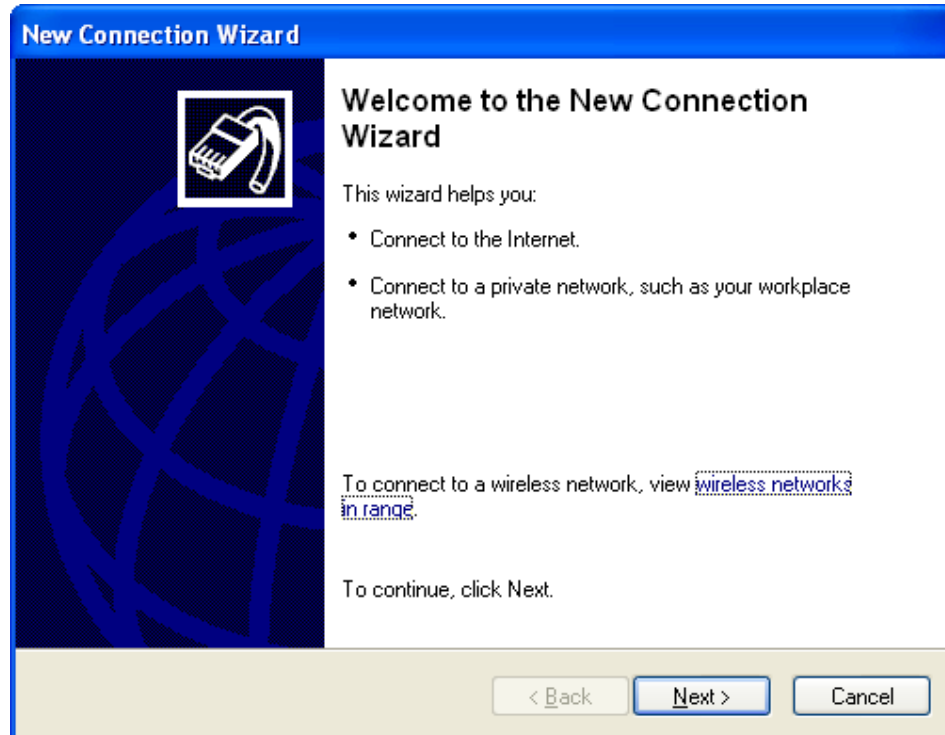 New Connection Wizard
Welcome to the New Connection
Wizard
This wizard helps you:
• Connect to the Internet.
• Connect to a private network, such as your workplace
network.
To connect to a wireless network, view wireless networks
in range.
To continue, click Next.
< Back
Next >
Cancel